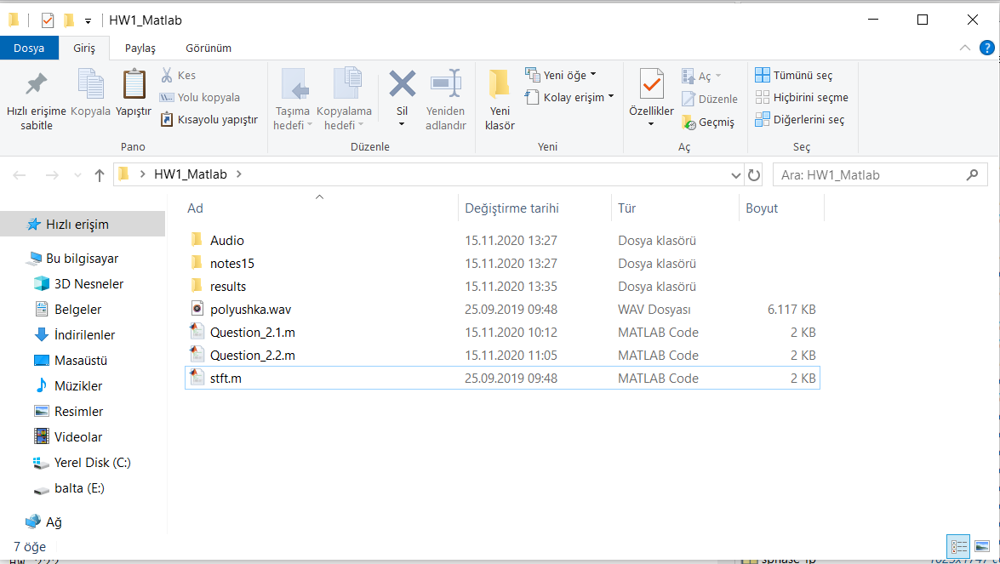 HW1_Matlab
Dosya Giriş Paylaş Görünüm
Hızlı erişime sabitle
Kopyala
Yapıştır
Kes
Yolu kopyala
Kısayolu yapıştır
Pano
Taşıma hedefi
Kopyalama hedefi
Sil
Yeniden adlandır
Düzenle
Yeni klasör
Yeni öğe
Kolay erişim
Yeni
Özellikler
Aç
Düzenle
Geçmiş
Aç
Tümünü seç
Hiçbirini seçme
Diğerlerini seç
Seç
HW1_Matlab
Ara: HW1_Matlab
Hızlı erişim
Bu bilgisayar
3D Nesneler
Belgeler
İndirilenler
Masaüstü
Müzikler
Resimler
Videolar
Yerel Disk (C:)
balta (E:)
Ağ
Ad Değiştirme tarihi Tür Boyut
Audio 15.11.2020 13:27 Dosya klasörü
notes15 15.11.2020 13:27 Dosya klasörü
results 15.11.2020 13:35 Dosya klasörü
polyushka.wav 25.09.2019 09:48 WAV Dosyası 6.117 KB
Question_2.1.m 15.11.2020 10:12 MATLAB Code 2 KB
Question_2.2.m 15.11.2020 11:05 MATLAB Code 2 KB
stft.m 25.09.2019 09:48 MATLAB Code 2 KB
7 öğe